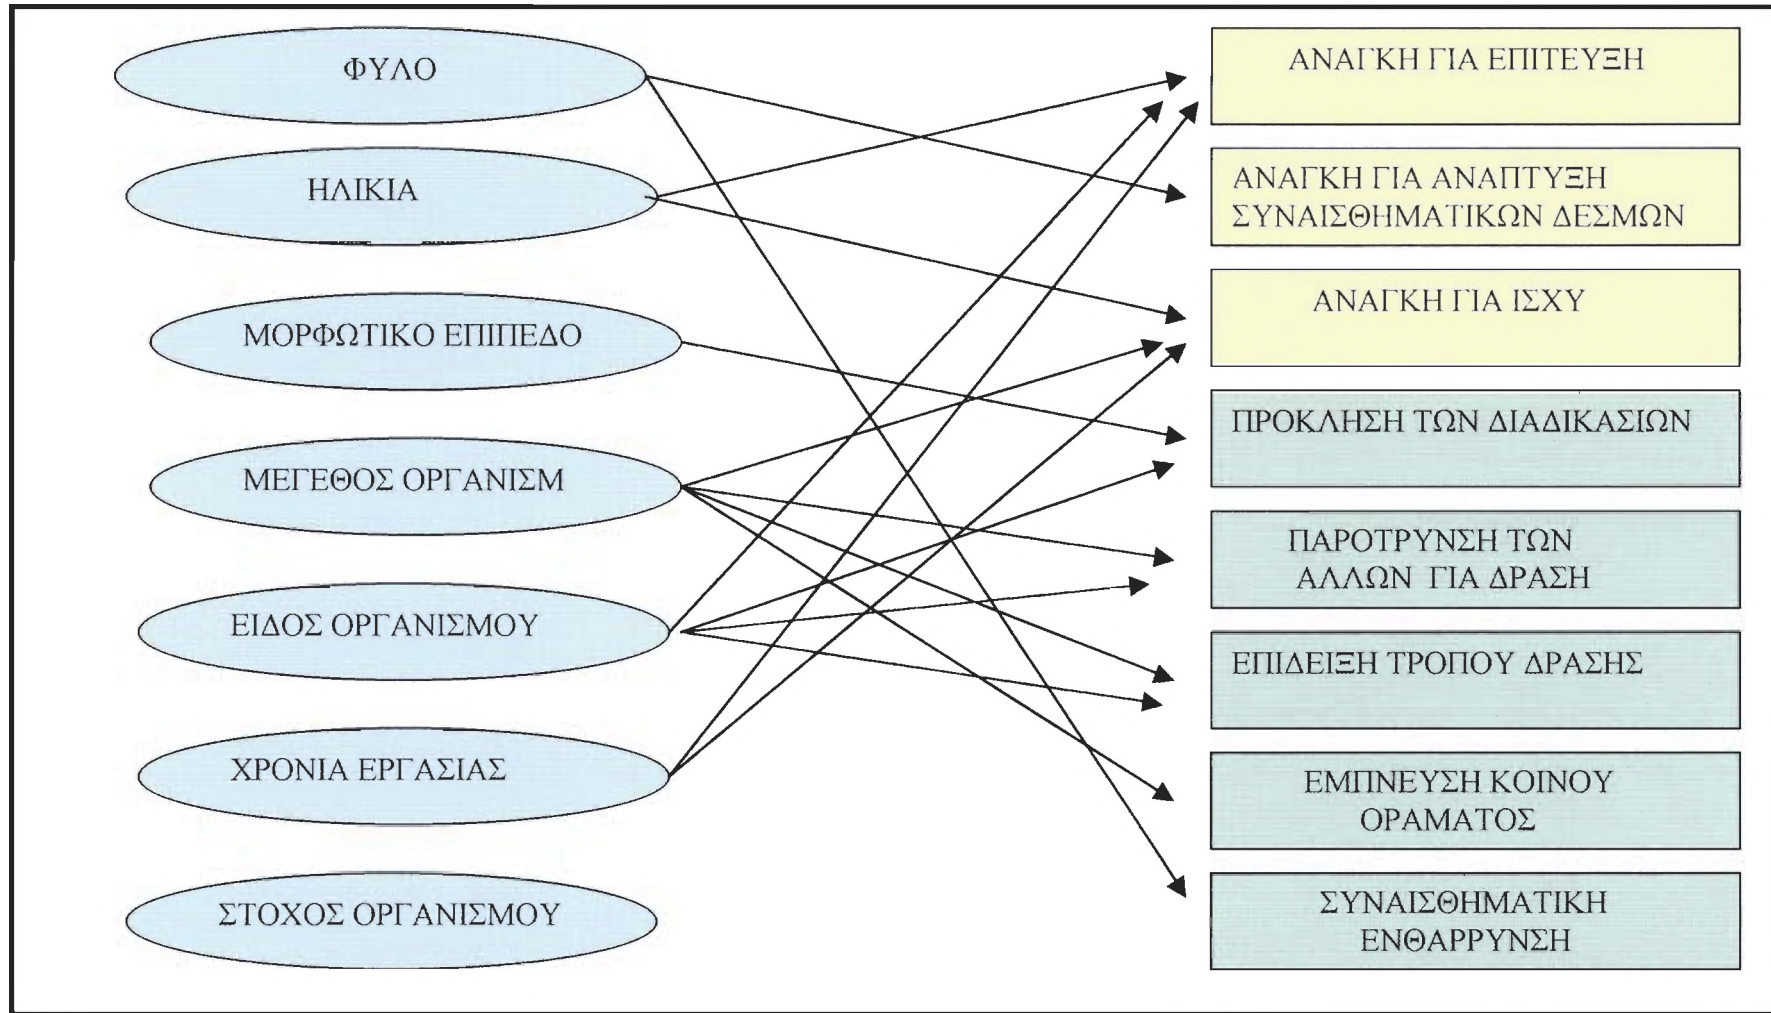 ΦΥΛΟ
ΗΛΙΚΙΑ
ΜΟΡΦΩΤΙΚΟ ΕΠΙΠΕΔΟ
ΜΕΓΕΘΟΣ ΟΡΓΑΝΙΣΜ
ΕΙΔΟΣ ΟΡΓΑΝΙΣΜΟΥ
ΧΡΟΝΙΑ ΕΡΓΑΣΙΑΣ
ΣΤΟΧΟΣ ΟΡΓΑΝΙΣΜΟΥ
ΑΝΑΓΚΗ ΓΙΑ ΕΠΙΤΕΥΞΗ
ΑΝΑΓΚΗ ΓΙΑ ΑΝΑΠΤΥΞΗ
ΣΥΝΑΙΣΘΗΜΑΤΙΚΩΝ ΔΕΣΜΩΝ
ΑΝΑΓΚΗ ΓΙΑ ΙΣΧΥ
ΠΡΟΚΛΗΣΗ ΤΩΝ ΔΙΑΔΙΚΑΣΙΩΝ
ΠΑΡΟΤΡΥΝΣΗ ΤΩΝ
ΑΛΛΩΝ ΓΙΑ ΔΡΑΣΗ
ΕΠΙΔΕΙΞΗ ΤΡΟΠΟΥ ΔΡΑΣΗΣ
ΕΜΠΝΕΥΣΗ ΚΟΙΝΟΥ
ΟΡΑΜΑΤΟΣ
ΣΥΝΑΙΣΘΗΜΑΤΙΚΗ
ΕΝΘΑΡΡΥΝΣΗ